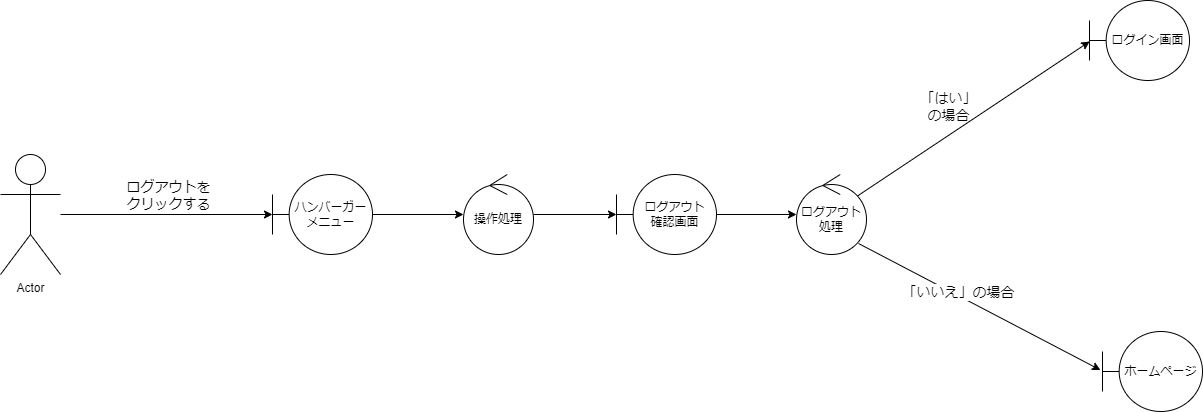 ログイン画面
「はい」
の場合
ログアウトを
クリックする
ハンバーガー
メニュー
操作処理
ログアウト
確認画面
ログアウト
処理
Actor
「いいえ」の場合
ホームページ